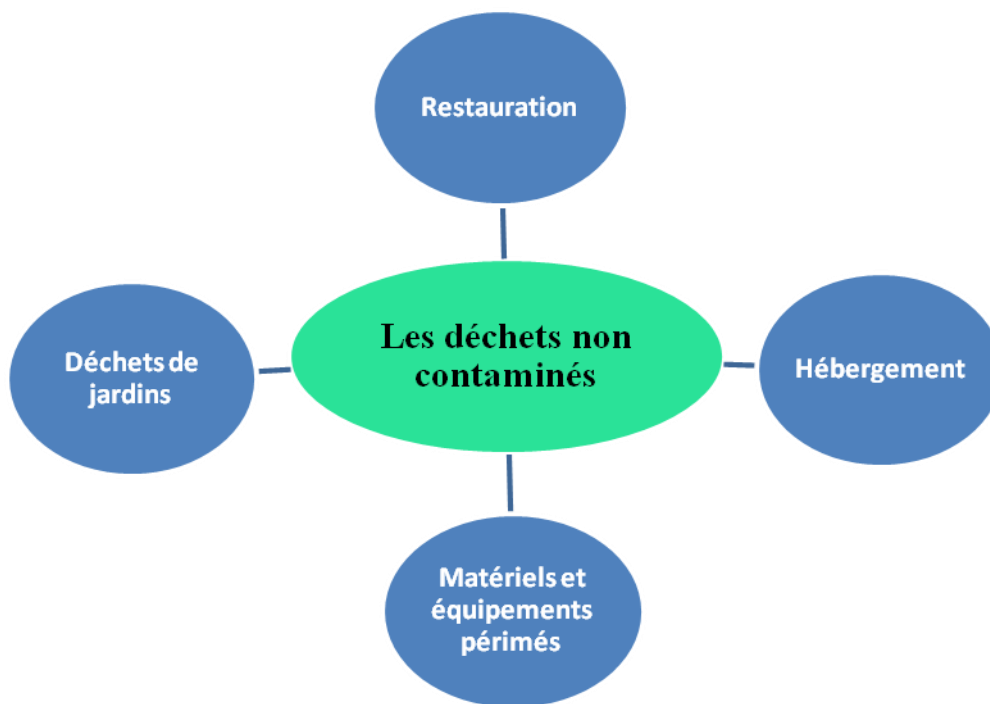 Restauration
Les déchets non
contaminés
Déchets de
jardins
Hébergement
Matériels et
équipements
périmés